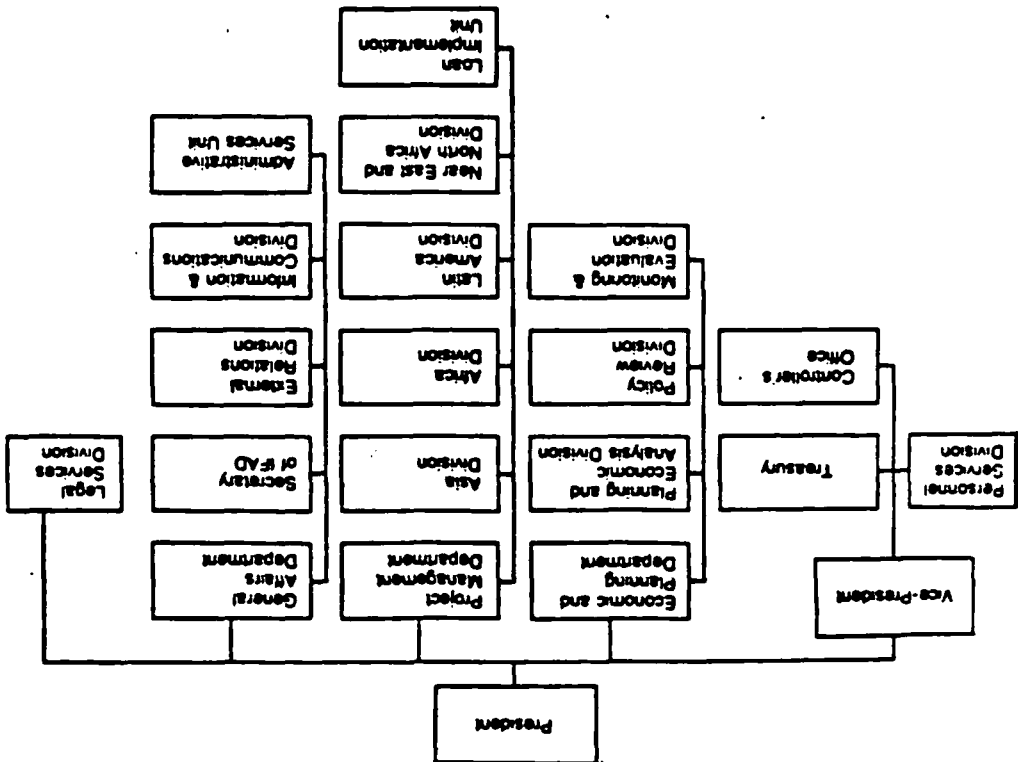 President
Vice-President
Economic and
Planning
Department
Project
Management
Department
General
Affairs
Department
Legal
Services
Division
Personnel
Services
Division
Treasury
Controller's
Office
Planning and
Economic
Analysis Division
Policy
Review
Division
Monitoring &
Evaluation
Division
Asia
Division
Africa
Division
Latin
America
Division
Near East and
North Africa
Division
Loan
Implementation
Unit
Secretary
of IFAD
External
Relations
Division
Information &
Communications
Division
Administrative
Services Unit